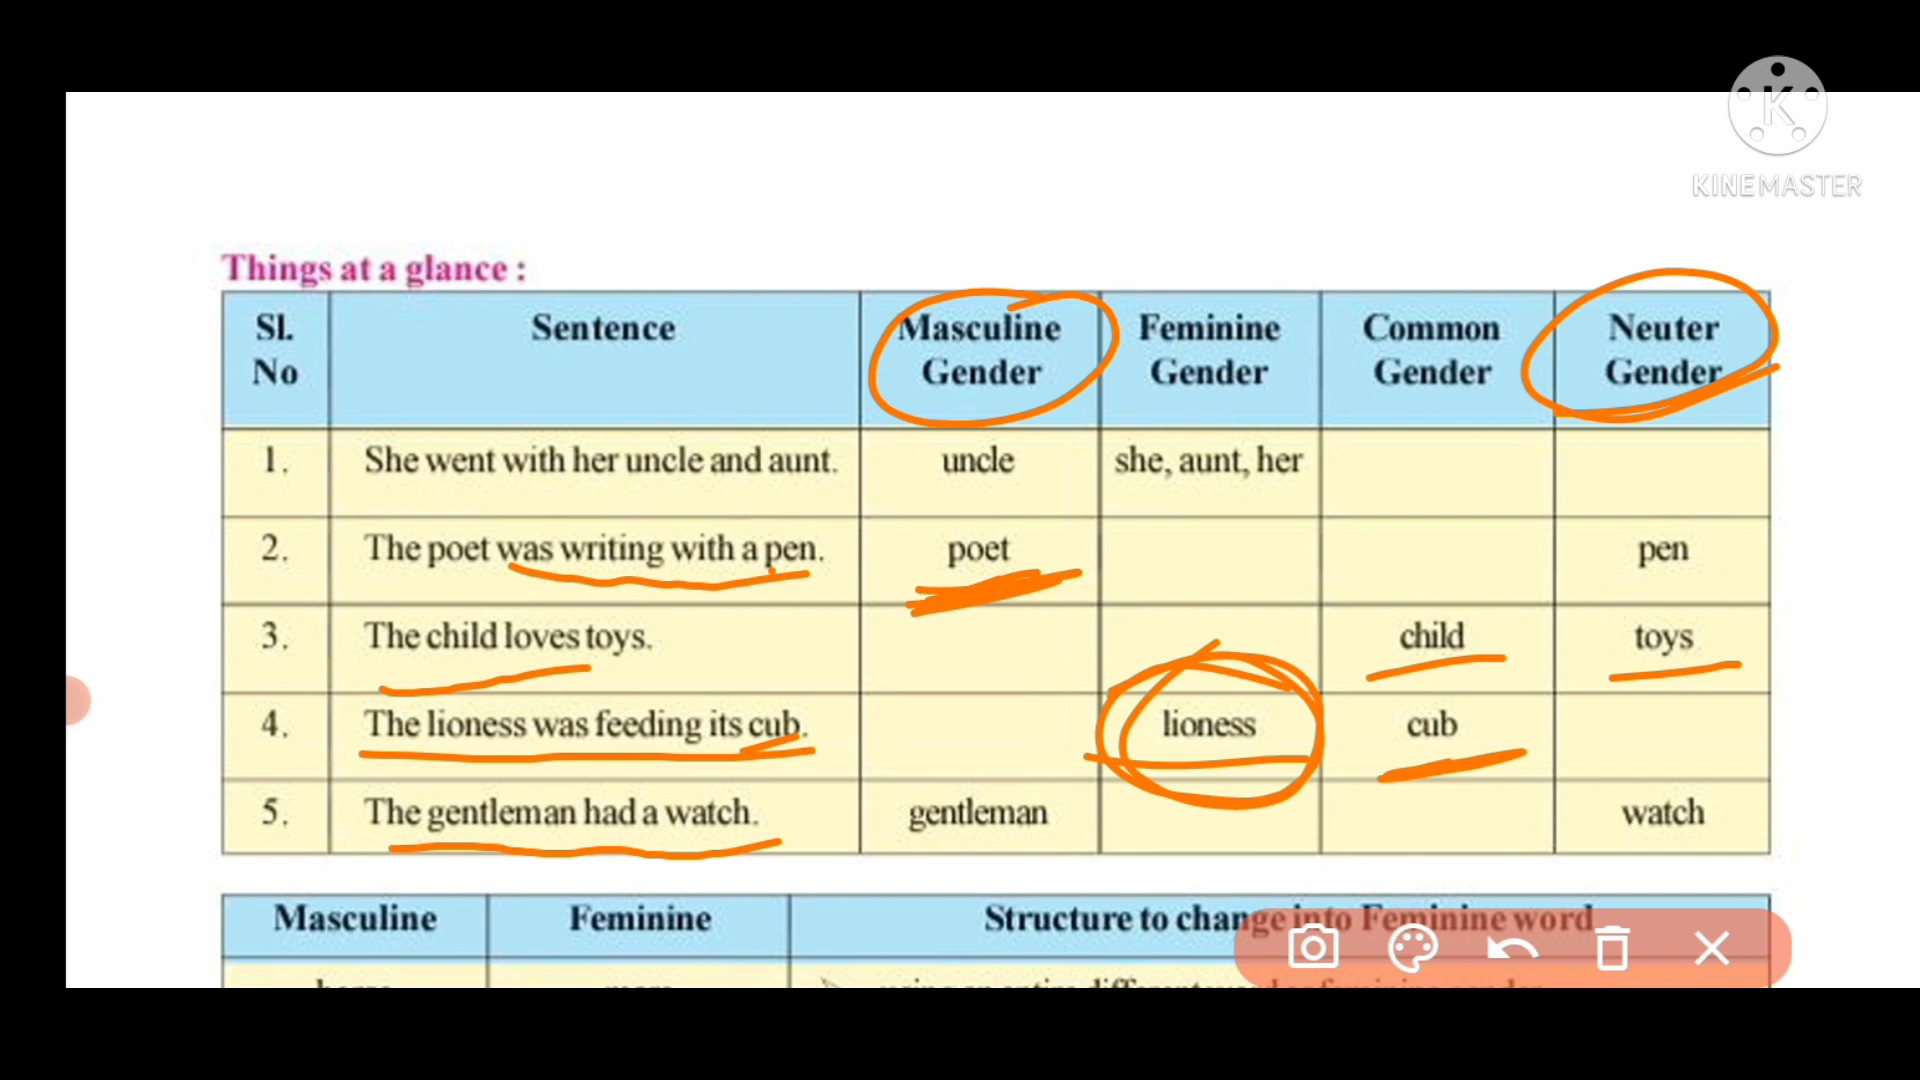 K
KINEMASTER
Things at a glance :
Sl. No Sentence Masculine Gender Feminine Gender Common Gender Neuter Gender
1. She went with her uncle and aunt. uncle she, aunt, her
2. The poet was writing with a pen. poet pen
3. The child loves toys. child toys
4. The lioness was feeding its cub. lioness cub
5. The gentleman had a watch. gentleman watch
Masculine Feminine Structure to change into Feminine word